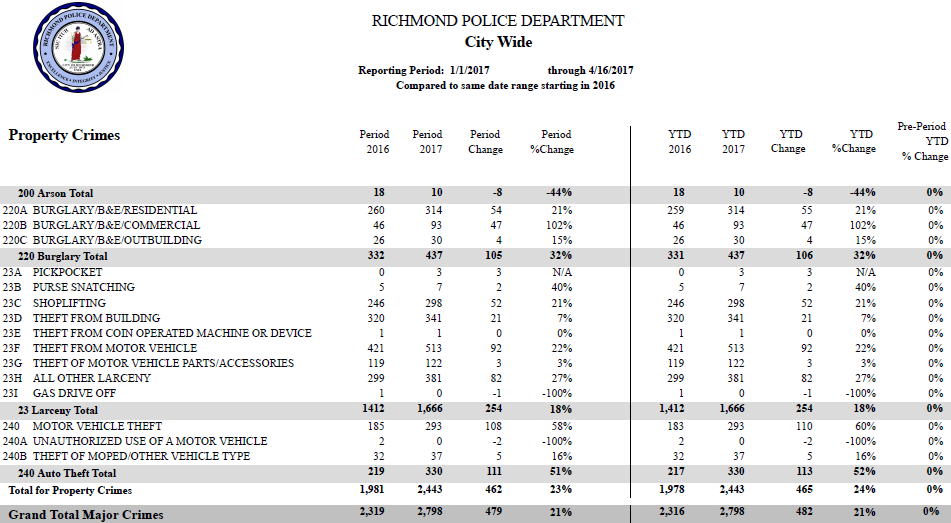 RICHMOND POLICE DEPARTMENT
City Wide
Reporting Period: 1/1/2017 through 4/16/2017
Compared to same date range starting in 2016
RICHMOND POLICE DEPARTMENT
SIC ITUR AD ASTRA
EXCELLENCE • INTEGRITY • JUSTICE
Property Crimes
Period 2016 Period 2017 Period Change Period %Change YTD 2016 YTD 2017 YTD Change YTD %Change Pre-Period YTD % Change
200 Arson Total 18 10 -8 -44% 18 10 -8 -44% 0%
220A BURGLARY/B&E/RESIDENTIAL 260 314 54 21% 259 314 55 21% 0%
220B BURGLARY/B&E/COMMERCIAL 46 93 47 102% 46 93 47 102% 0%
220C BURGLARY/B&E/OUTBUILDING 26 30 4 15% 26 30 4 15% 0%
220 Burglary Total 332 437 105 32% 331 437 106 32% 0%
23A PICKPOCKET 0 3 3 N/A 0 3 3 N/A 0%
23B PURSE SNATCHING 5 7 2 40% 5 7 2 40% 0%
23C SHOPLIFTING 246 298 52 21% 246 298 52 21% 0%
23D THEFT FROM BUILDING 320 341 21 7% 320 341 21 7% 0%
23E THEFT FROM COIN OPERATED MACHINE OR DEVICE 1 1 0 0% 1 1 0 0% 0%
23F THEFT FROM MOTOR VEHICLE 421 513 92 22% 421 513 92 22% 0%
23G THEFT OF MOTOR VEHICLE PARTS/ACCESSORIES 119 122 3 3% 119 122 3 3% 0%
23H ALL OTHER LARCENY 299 381 82 27% 299 381 82 27% 0%
23I GAS DRIVE OFF 1 0 -1 -100% 1 0 -1 -100% 0%
23 Larceny Total 1412 1,666 254 18% 1,412 1,666 254 18% 0%
240 MOTOR VEHICLE THEFT 185 293 108 58% 183 293 110 60% 0%
240A UNAUTHORIZED USE OF A MOTOR VEHICLE 2 0 -2 -100% 2 0 -2 -100% 0%
240B THEFT OF MOPED/OTHER VEHICLE TYPE 32 37 5 16% 32 37 5 16% 0%
240 Auto Theft Total 219 330 111 51% 217 330 113 52% 0%
Total for Property Crimes 1,981 2,443 462 23% 1,978 2,443 465 24% 0%
Grand Total Major Crimes 2,319 2,798 479 21% 2,316 2,798 482 21% 0%